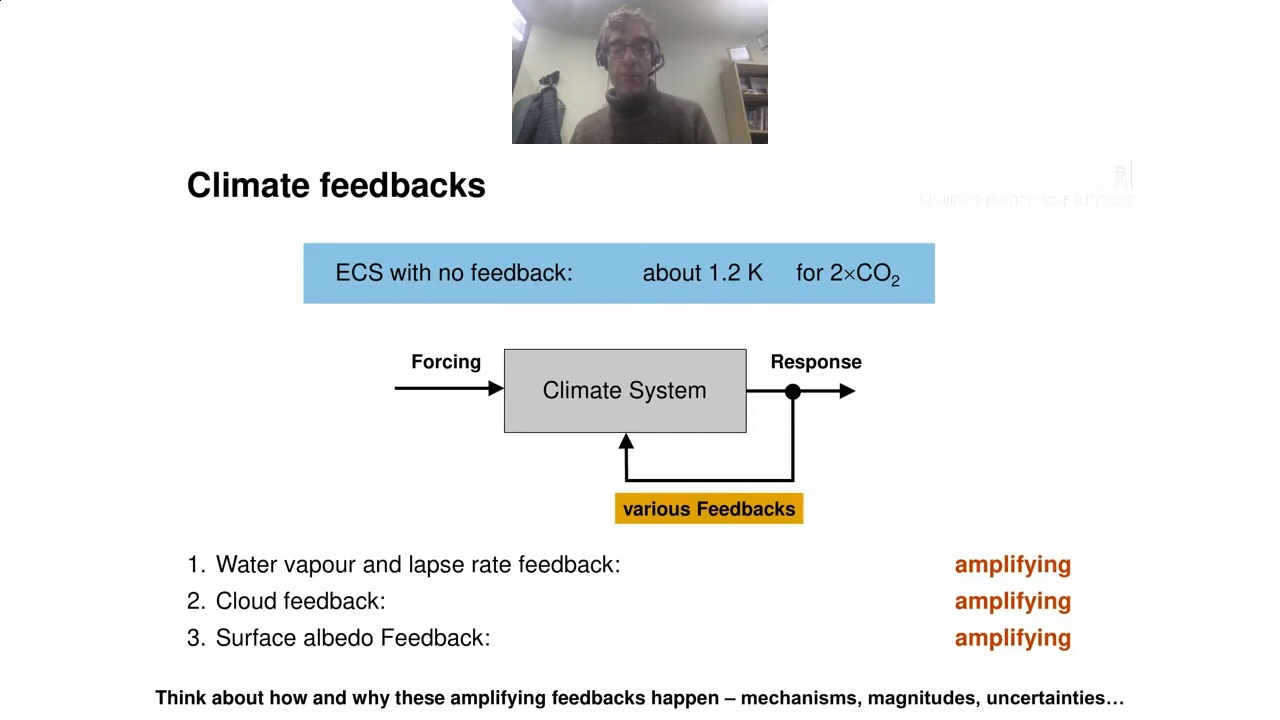 Climate feedbacks
ECS with no feedback: about 1.2 K for 2×CO₂
Forcing
Response
Climate System
various Feedbacks
1. Water vapour and lapse rate feedback: amplifying
2. Cloud feedback: amplifying
3. Surface albedo Feedback: amplifying
Think about how and why these amplifying feedbacks happen – mechanisms, magnitudes, uncertainties…